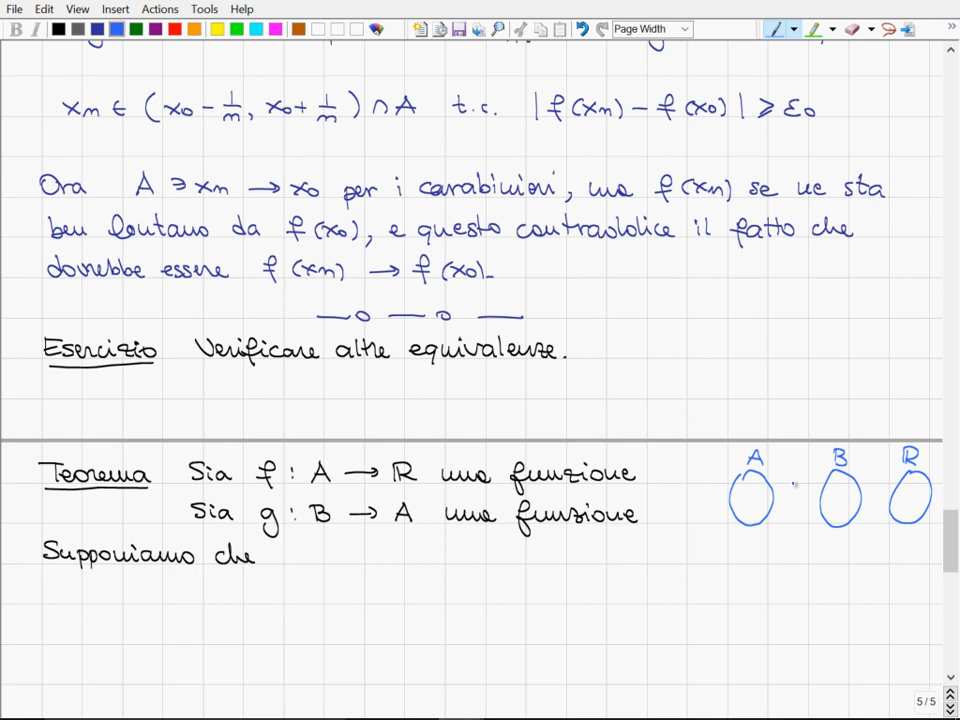 File Edit View Insert Actions Tools Help
B I Page Width
xn ∈ (x0 - 1/m, x0 + 1/m) ∩ A t.c. |f(xn) - f(x0)| ≥ ε0
Ora A ∋ xn → x0 per i carabinieri, ma f(xn) se ne sta
ben lontano da f(x0), e questo contraddice il fatto che
dovrebbe essere f(xn) → f(x0).
Esercizio Verificare altre equivalenze.
Teorema Sia f : A → R una funzione
A B R
Sia g : B → A una funzione
Supponiamo che
5 / 5